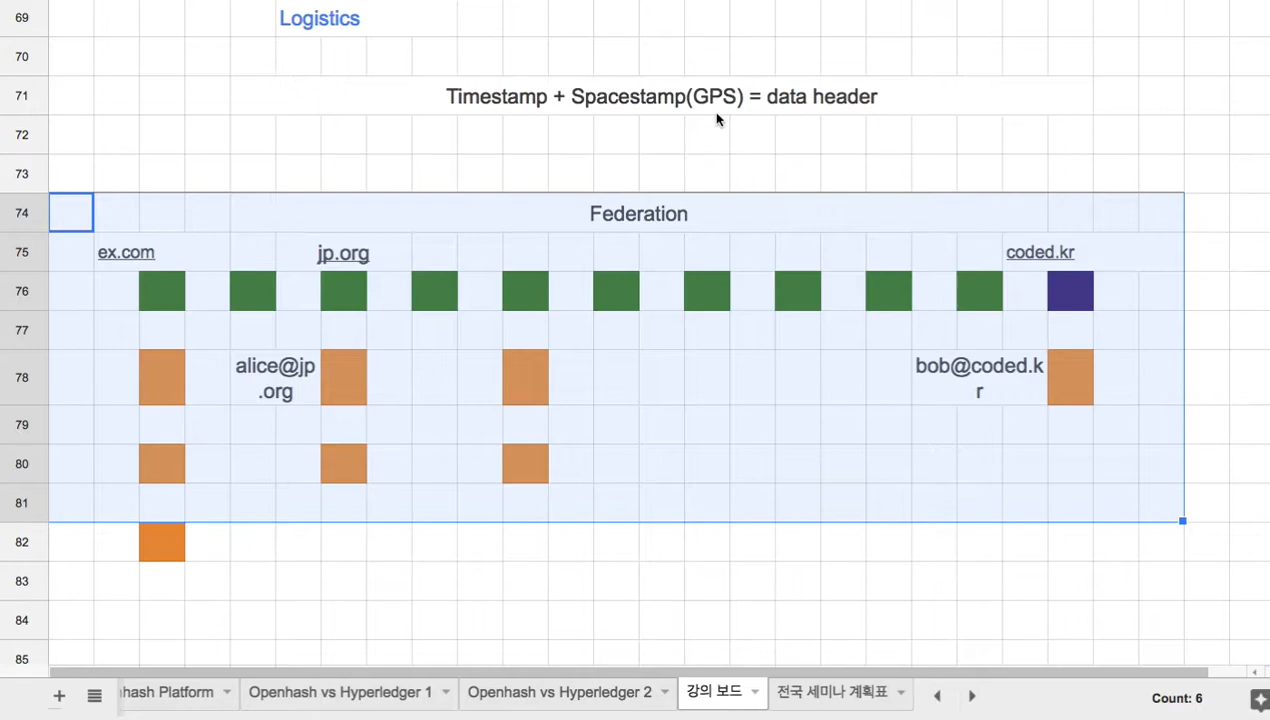 69
Logistics
70
71
Timestamp + Spacestamp(GPS) = data header
72
73
74
Federation
75
ex.com
jp.org
coded.kr
76
77
78
alice@jp
.org
bob@coded.k
r
79
80
81
82
83
84
85
hash Platform
Openhash vs Hyperledger 1
Openhash vs Hyperledger 2
강의 보드
전국 세미나 계획표
Count: 6